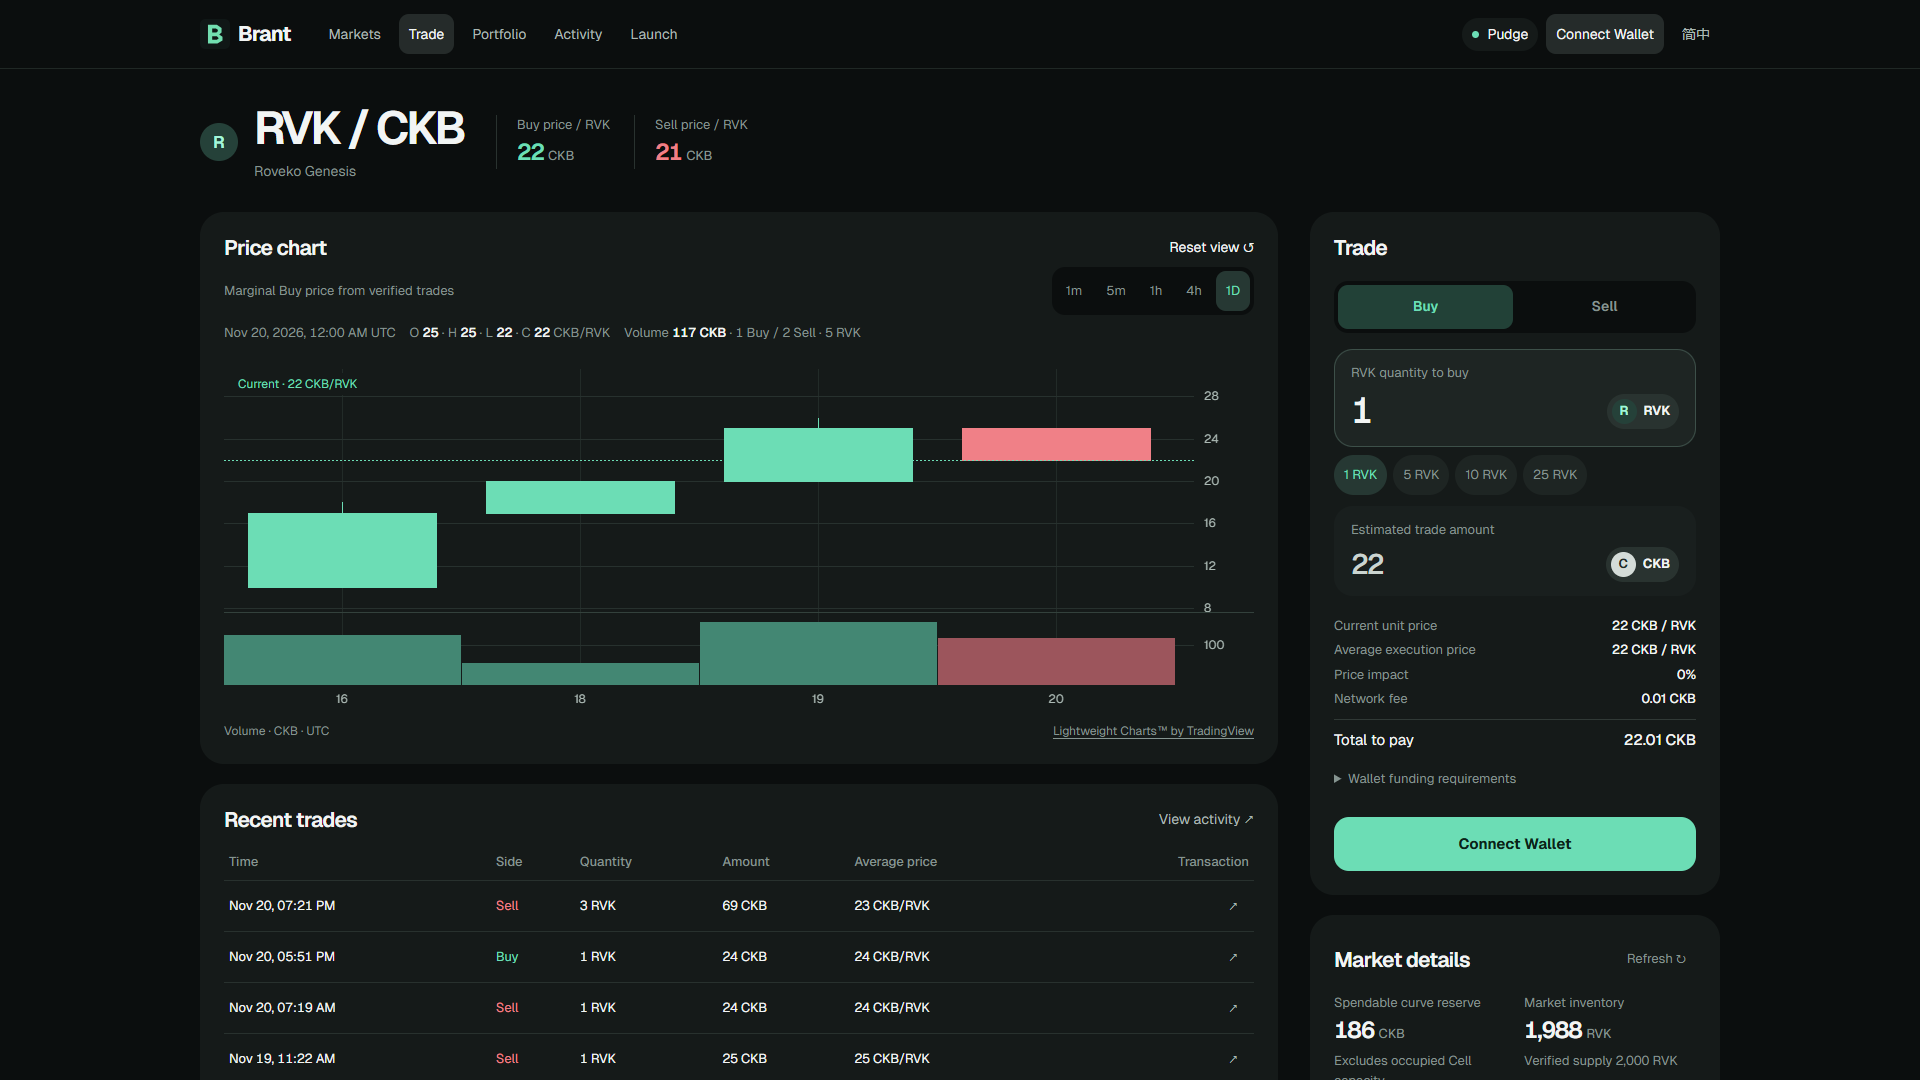 B Brant
Markets
Trade
Portfolio
Activity
Launch
Pudge
Connect Wallet
简中
R
RVK / CKB
Roveko Genesis
Buy price / RVK
22 CKB
Sell price / RVK
21 CKB
Price chart
Reset view ↺
Marginal Buy price from verified trades
1m 5m 1h 4h 1D
Nov 20, 2026, 12:00 AM UTC O 25 · H 25 · L 22 · C 22 CKB/RVK Volume 117 CKB · 1 Buy / 2 Sell · 5 RVK
Current · 22 CKB/RVK
28
24
20
16
12
8
100
16 18 19 20
Volume · CKB · UTC
Lightweight Charts™ by TradingView
Recent trades
View activity ↗
Time Side Quantity Amount Average price Transaction
Nov 20, 07:21 PM Sell 3 RVK 69 CKB 23 CKB/RVK ↗
Nov 20, 05:51 PM Buy 1 RVK 24 CKB 24 CKB/RVK ↗
Nov 20, 07:19 AM Sell 1 RVK 24 CKB 24 CKB/RVK ↗
Nov 19, 11:22 AM Sell 1 RVK 25 CKB 25 CKB/RVK ↗
Trade
Buy Sell
RVK quantity to buy
1 R RVK
1 RVK 5 RVK 10 RVK 25 RVK
Estimated trade amount
22 C CKB
Current unit price 22 CKB / RVK
Average execution price 22 CKB / RVK
Price impact 0%
Network fee 0.01 CKB
Total to pay 22.01 CKB
▶ Wallet funding requirements
Connect Wallet
Market details
Refresh ↻
Spendable curve reserve
186 CKB
Excludes occupied Cell
capacity
Market inventory
1,988 RVK
Verified supply 2,000 RVK